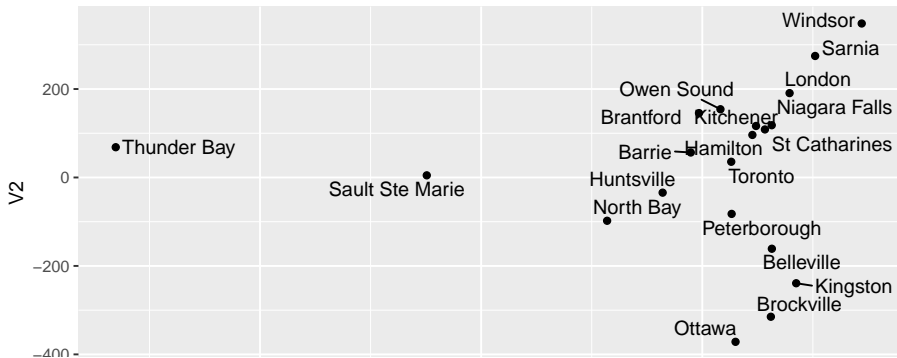 Windsor
Sarnia
London
200
Owen Sound
Niagara Falls
Brantford
Kitchener
Hamilton
St Catharines
Barrie
Thunder Bay
Toronto
0
Huntsville
Sault Ste Marie
V2
North Bay
Peterborough
−200
Belleville
Kingston
Brockville
Ottawa
−400